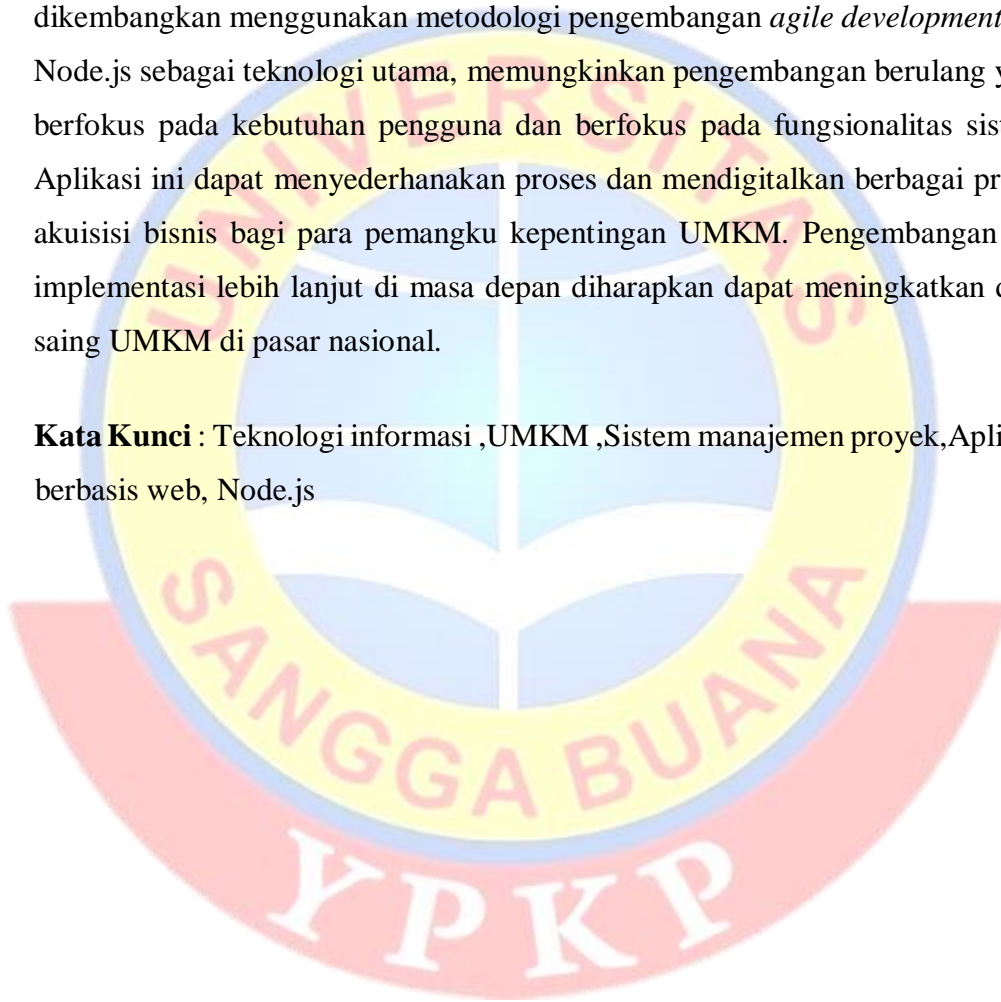 dikembangkan menggunakan metodologi pengembangan agile development
Node.js sebagai teknologi utama, memungkinkan pengembangan berulang y
berfokus pada kebutuhan pengguna dan berfokus pada fungsionalitas sist
Aplikasi ini dapat menyederhanakan proses dan mendigitalkan berbagai pr
akuisisi bisnis bagi para pemangku kepentingan UMKM. Pengembangan
implementasi lebih lanjut di masa depan diharapkan dapat meningkatkan d
saing UMKM di pasar nasional.
Kata Kunci : Teknologi informasi ,UMKM ,Sistem manajemen proyek,Apli
berbasis web, Node.js
UNIVERSITAS
SANGGA BUANA
YPKP